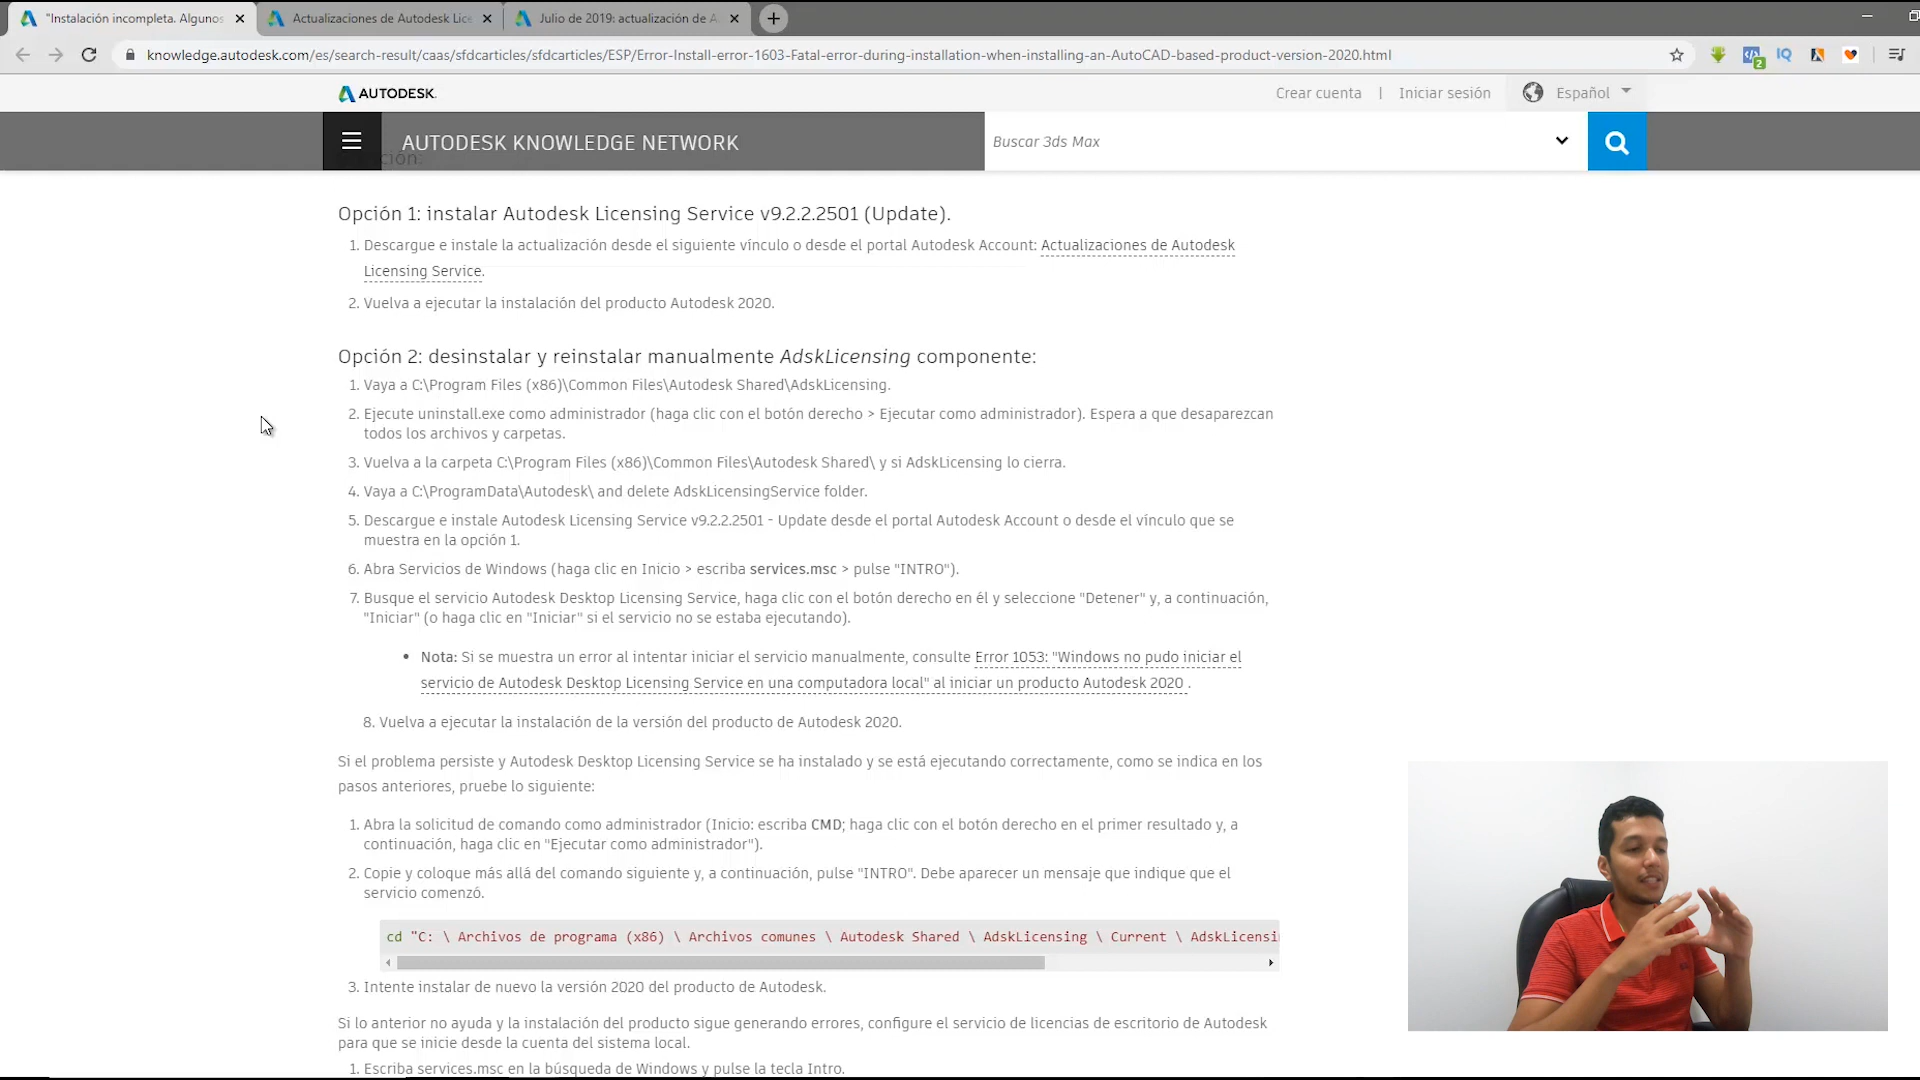 "Instalación incompleta. Algunos
Actualizaciones de Autodesk Lice
Julio de 2019: actualización de A
knowledge.autodesk.com/es/search-result/caas/sfdcarticles/sfdcarticles/ESP/Error-Install-error-1603-Fatal-error-during-installation-when-installing-an-AutoCAD-based-product-version-2020.html
2
IQ
AUTODESK.
Crear cuenta | Iniciar sesión
Español
AUTODESK KNOWLEDGE NETWORK
Buscar 3ds Max
Opción 1: instalar Autodesk Licensing Service v9.2.2.2501 (Update).
1. Descargue e instale la actualización desde el siguiente vínculo o desde el portal Autodesk Account: Actualizaciones de Autodesk
Licensing Service.
2. Vuelva a ejecutar la instalación del producto Autodesk 2020.
Opción 2: desinstalar y reinstalar manualmente AdskLicensing componente:
1. Vaya a C:\Program Files (x86)\Common Files\Autodesk Shared\AdskLicensing.
2. Ejecute uninstall.exe como administrador (haga clic con el botón derecho > Ejecutar como administrador). Espera a que desaparezcan
todos los archivos y carpetas.
3. Vuelva a la carpeta C:\Program Files (x86)\Common Files\Autodesk Shared\ y si AdskLicensing lo cierra.
4. Vaya a C:\ProgramData\Autodesk\ and delete AdskLicensingService folder.
5. Descargue e instale Autodesk Licensing Service v9.2.2.2501 - Update desde el portal Autodesk Account o desde el vínculo que se
muestra en la opción 1.
6. Abra Servicios de Windows (haga clic en Inicio > escriba services.msc > pulse "INTRO").
7. Busque el servicio Autodesk Desktop Licensing Service, haga clic con el botón derecho en él y seleccione "Detener" y, a continuación,
"Iniciar" (o haga clic en "Iniciar" si el servicio no se estaba ejecutando).
• Nota: Si se muestra un error al intentar iniciar el servicio manualmente, consulte Error 1053: "Windows no pudo iniciar el
servicio de Autodesk Desktop Licensing Service en una computadora local" al iniciar un producto Autodesk 2020 .
8. Vuelva a ejecutar la instalación de la versión del producto de Autodesk 2020.
Si el problema persiste y Autodesk Desktop Licensing Service se ha instalado y se está ejecutando correctamente, como se indica en los
pasos anteriores, pruebe lo siguiente:
1. Abra la solicitud de comando como administrador (Inicio: escriba CMD; haga clic con el botón derecho en el primer resultado y, a
continuación, haga clic en "Ejecutar como administrador").
2. Copie y coloque más allá del comando siguiente y, a continuación, pulse "INTRO". Debe aparecer un mensaje que indique que el
servicio comenzó.
cd "C: \ Archivos de programa (x86) \ Archivos comunes \ Autodesk Shared \ AdskLicensing \ Current \ AdskLicensi
3. Intente instalar de nuevo la versión 2020 del producto de Autodesk.
Si lo anterior no ayuda y la instalación del producto sigue generando errores, configure el servicio de licencias de escritorio de Autodesk
para que se inicie desde la cuenta del sistema local.
1. Escriba services.msc en la búsqueda de Windows y pulse la tecla Intro.